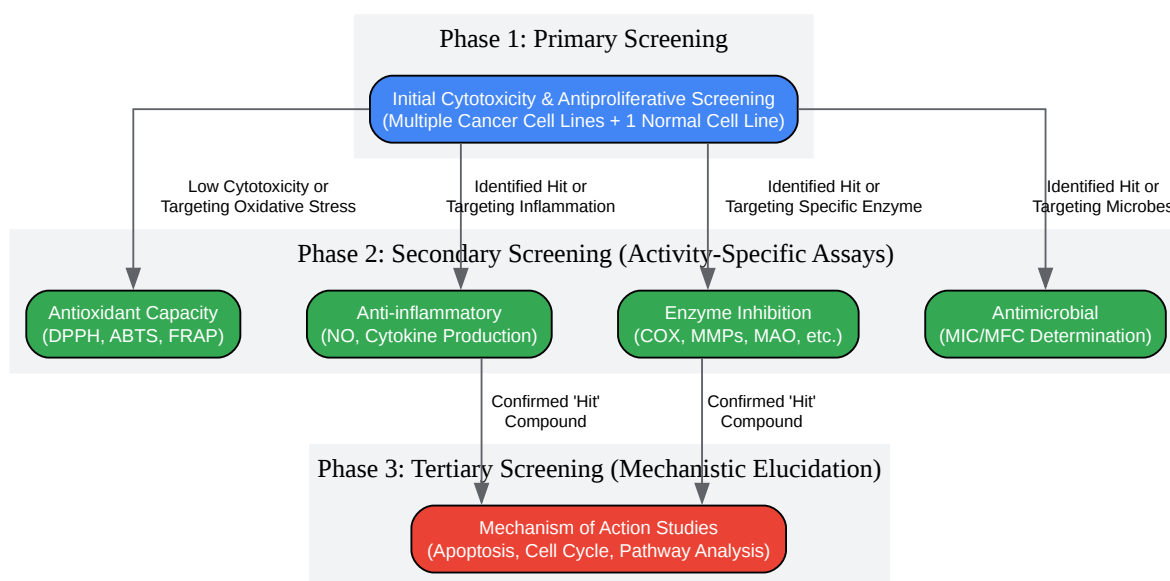 Phase 1: Primary Screening
Initial Cytotoxicity & Antiproliferative Screening
(Multiple Cancer Cell Lines + 1 Normal Cell Line)
Low Cytotoxicity or
Targeting Oxidative Stress
Identified Hit or
Targeting Inflammation
Identified Hit or
Targeting Specific Enzyme
Identified Hit or
Targeting Microbes
Phase 2: Secondary Screening (Activity-Specific Assays)
Antioxidant Capacity
(DPPH, ABTS, FRAP)
Anti-inflammatory
(NO, Cytokine Production)
Enzyme Inhibition
(COX, MMPs, MAO, etc.)
Antimicrobial
(MIC/MFC Determination)
Confirmed 'Hit'
Compound
Confirmed 'Hit'
Compound
Phase 3: Tertiary Screening (Mechanistic Elucidation)
Mechanism of Action Studies
(Apoptosis, Cell Cycle, Pathway Analysis)